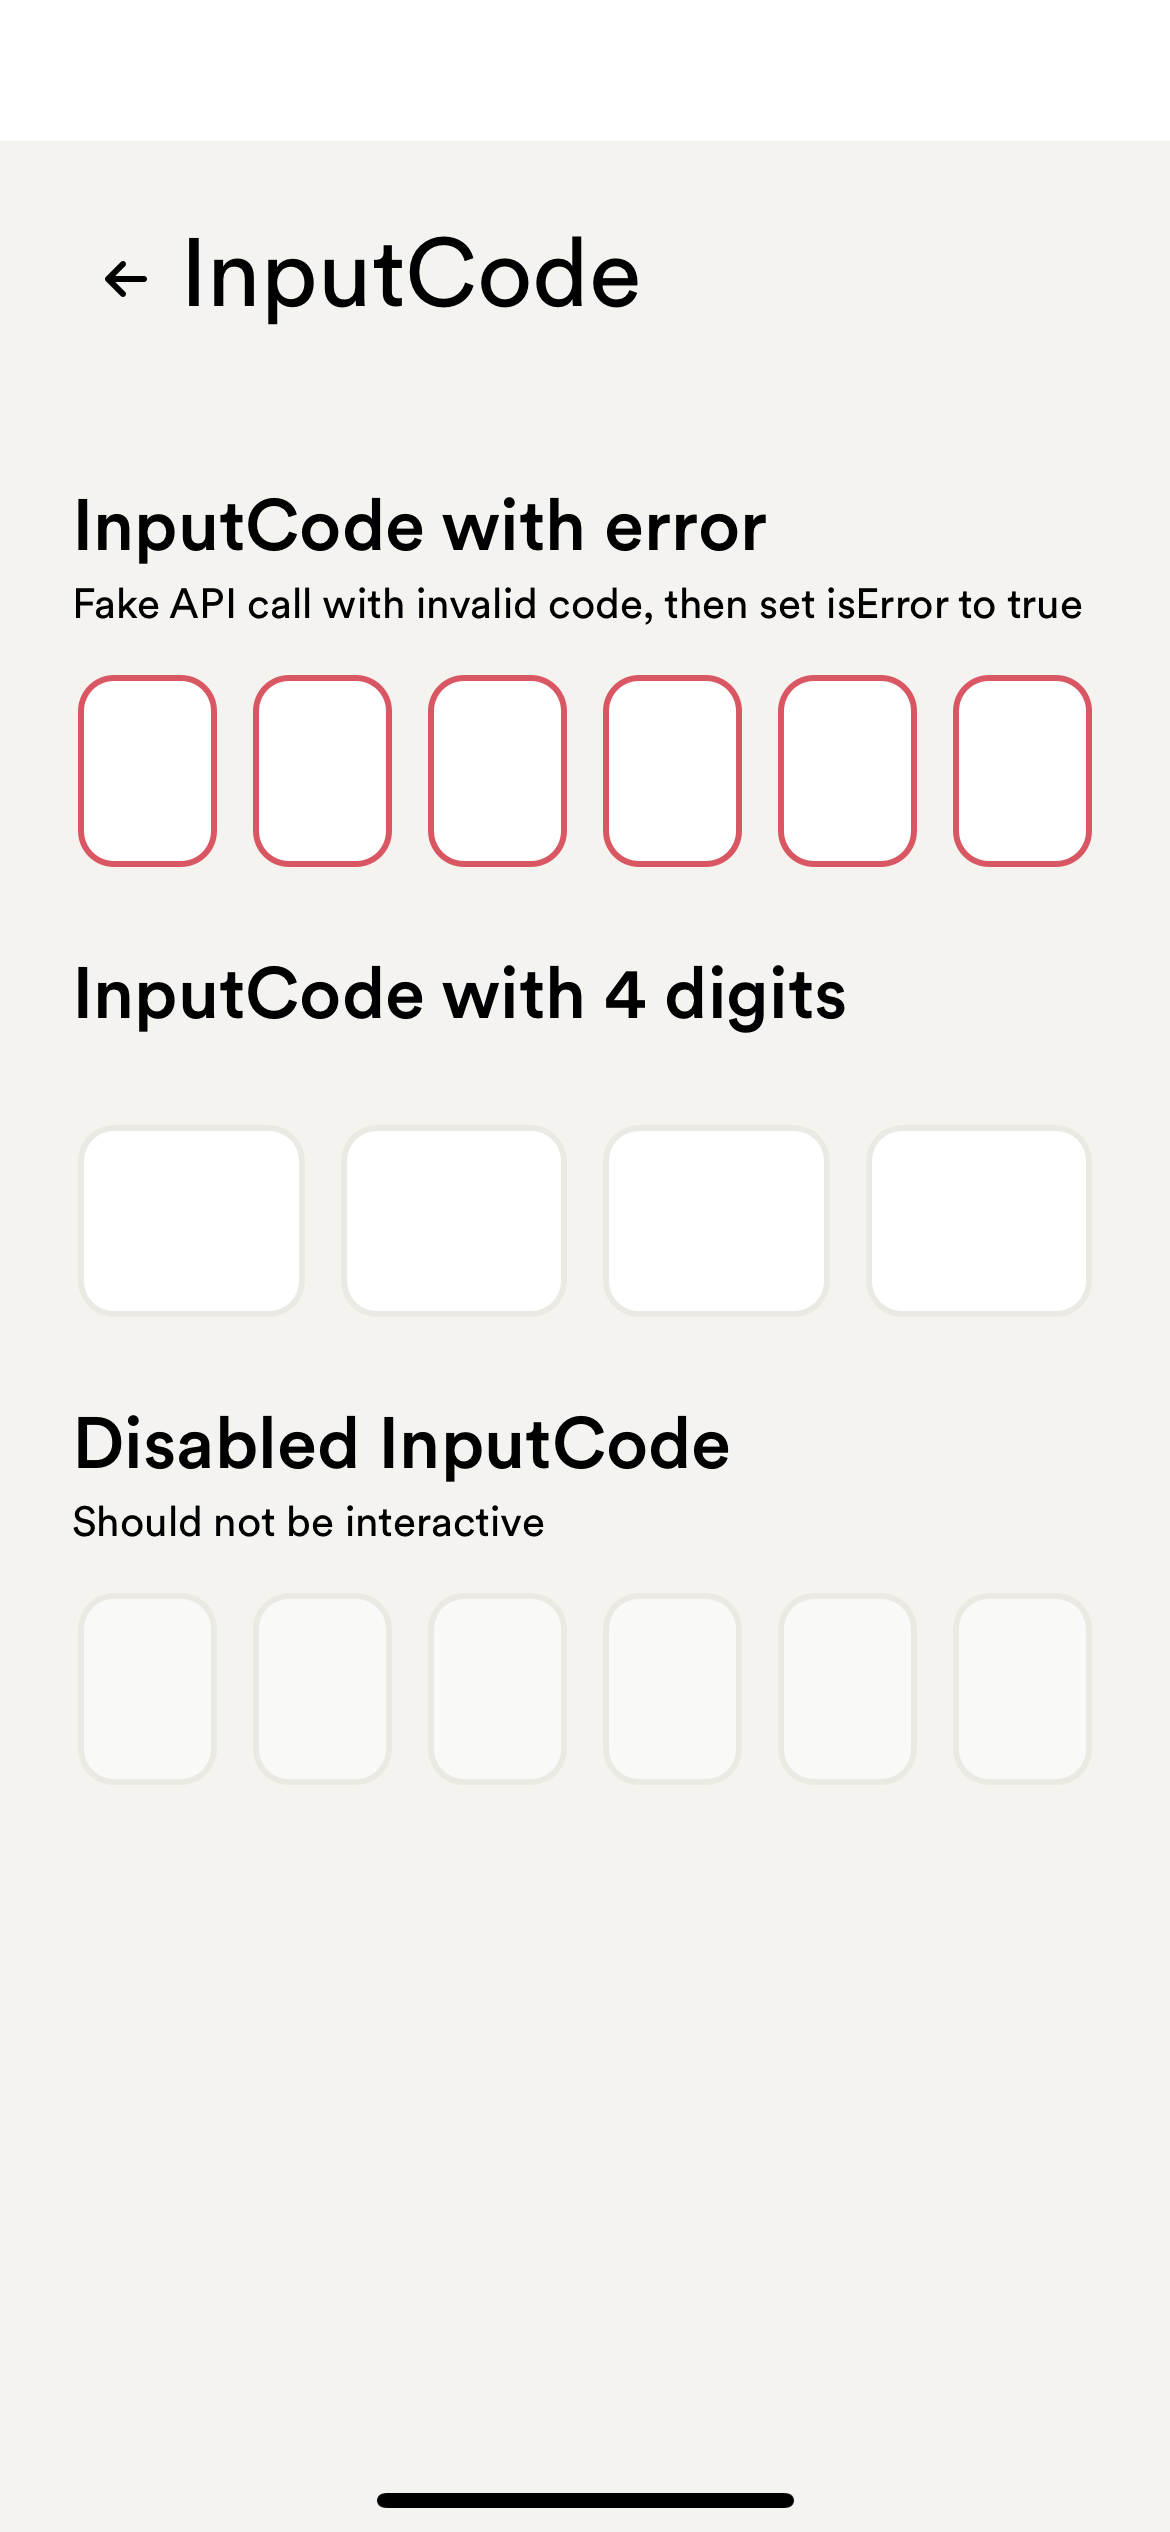 InputCode
InputCode with error
Fake API call with invalid code, then set isError to true
InputCode with 4 digits
Disabled InputCode
Should not be interactive